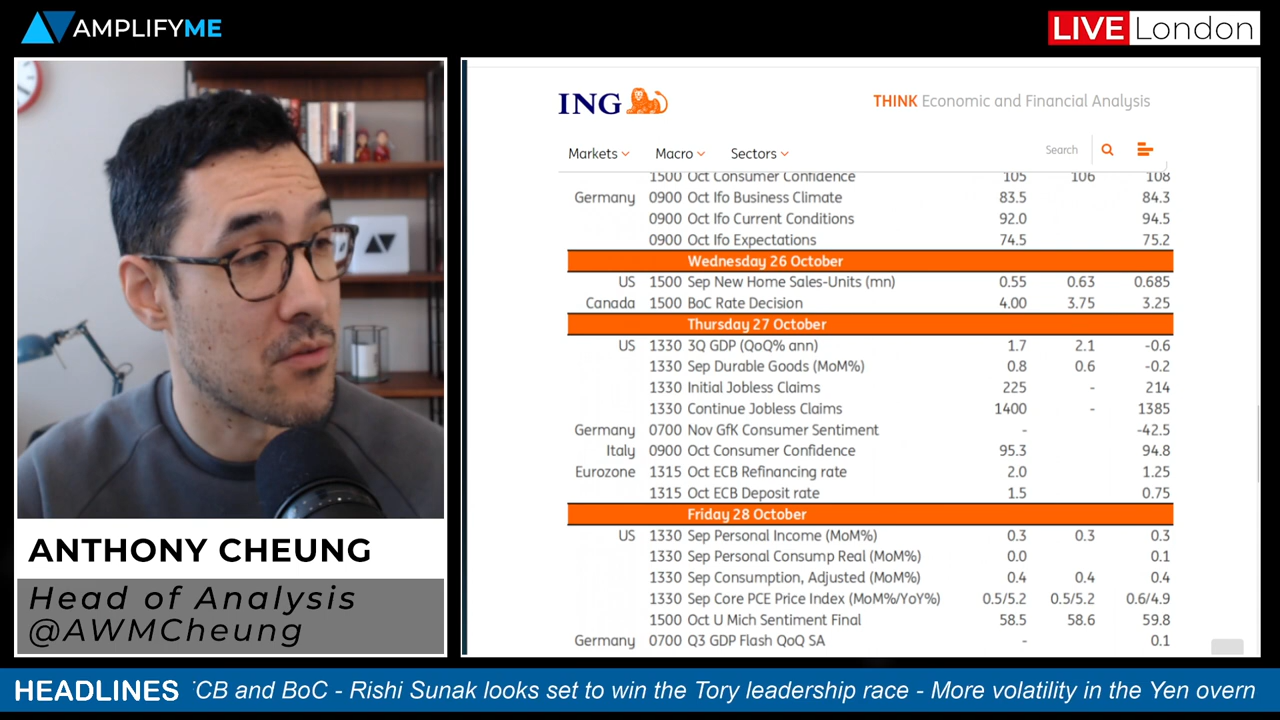 AMPLIFYME
LIVE London
ING
THINK Economic and Financial Analysis
Markets Macro Sectors Search
1500 Oct Consumer Confidence 105 106 108
Germany 0900 Oct Ifo Business Climate 83.5 84.3
0900 Oct Ifo Current Conditions 92.0 94.5
0900 Oct Ifo Expectations 74.5 75.2
Wednesday 26 October
US 1500 Sep New Home Sales-Units (mn) 0.55 0.63 0.685
Canada 1500 BoC Rate Decision 4.00 3.75 3.25
Thursday 27 October
US 1330 3Q GDP (QoQ% ann) 1.7 2.1 -0.6
1330 Sep Durable Goods (MoM%) 0.8 0.6 -0.2
1330 Initial Jobless Claims 225 - 214
1330 Continue Jobless Claims 1400 - 1385
Germany 0700 Nov GfK Consumer Sentiment - -42.5
Italy 0900 Oct Consumer Confidence 95.3 94.8
Eurozone 1315 Oct ECB Refinancing rate 2.0 1.25
1315 Oct ECB Deposit rate 1.5 0.75
Friday 28 October
US 1330 Sep Personal Income (MoM%) 0.3 0.3 0.3
1330 Sep Personal Consump Real (MoM%) 0.0 0.1
1330 Sep Consumption, Adjusted (MoM%) 0.4 0.4 0.4
1330 Sep Core PCE Price Index (MoM%/YoY%) 0.5/5.2 0.5/5.2 0.6/4.9
1500 Oct U Mich Sentiment Final 58.5 58.6 59.8
Germany 0700 Q3 GDP Flash QoQ SA - 0.1
ANTHONY CHEUNG
Head of Analysis
@AWMCheung
HEADLINES CB and BoC - Rishi Sunak looks set to win the Tory leadership race - More volatility in the Yen overn